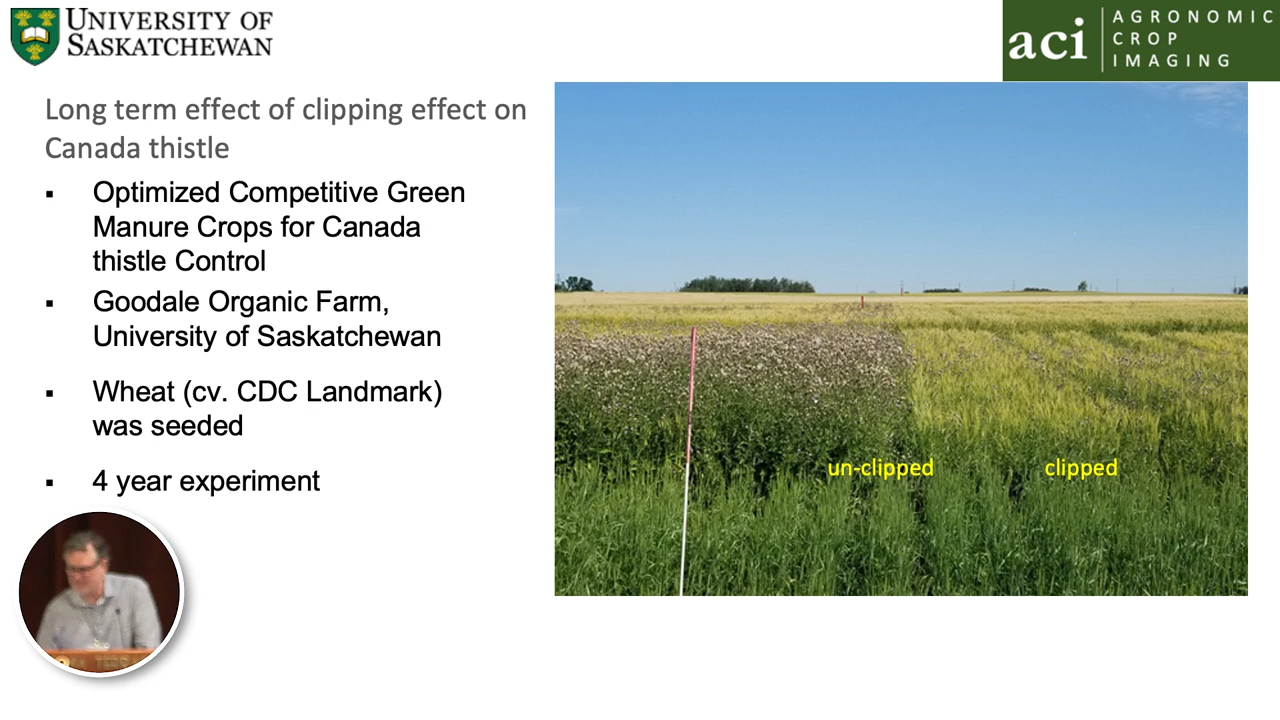 UNIVERSITY OF
SASKATCHEWAN
aci
AGRONOMIC
CROP
IMAGING
Long term effect of clipping effect on
Canada thistle
▪ Optimized Competitive Green
Manure Crops for Canada
thistle Control
▪ Goodale Organic Farm,
University of Saskatchewan
▪ Wheat (cv. CDC Landmark)
was seeded
▪ 4 year experiment
un-clipped
clipped